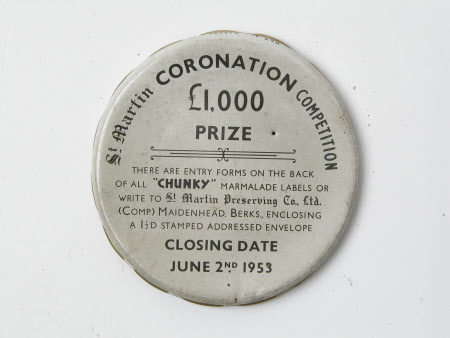 St Martin CORONATION COMPETITION
£1,000
PRIZE
THERE ARE ENTRY FORMS ON THE BACK
OF ALL "CHUNKY" MARMALADE LABELS OR
WRITE TO St Martin Preserving Co. Ltd.
(COMP) MAIDENHEAD, BERKS, ENCLOSING
A 1½D STAMPED ADDRESSED ENVELOPE
CLOSING DATE
JUNE 2ND 1953